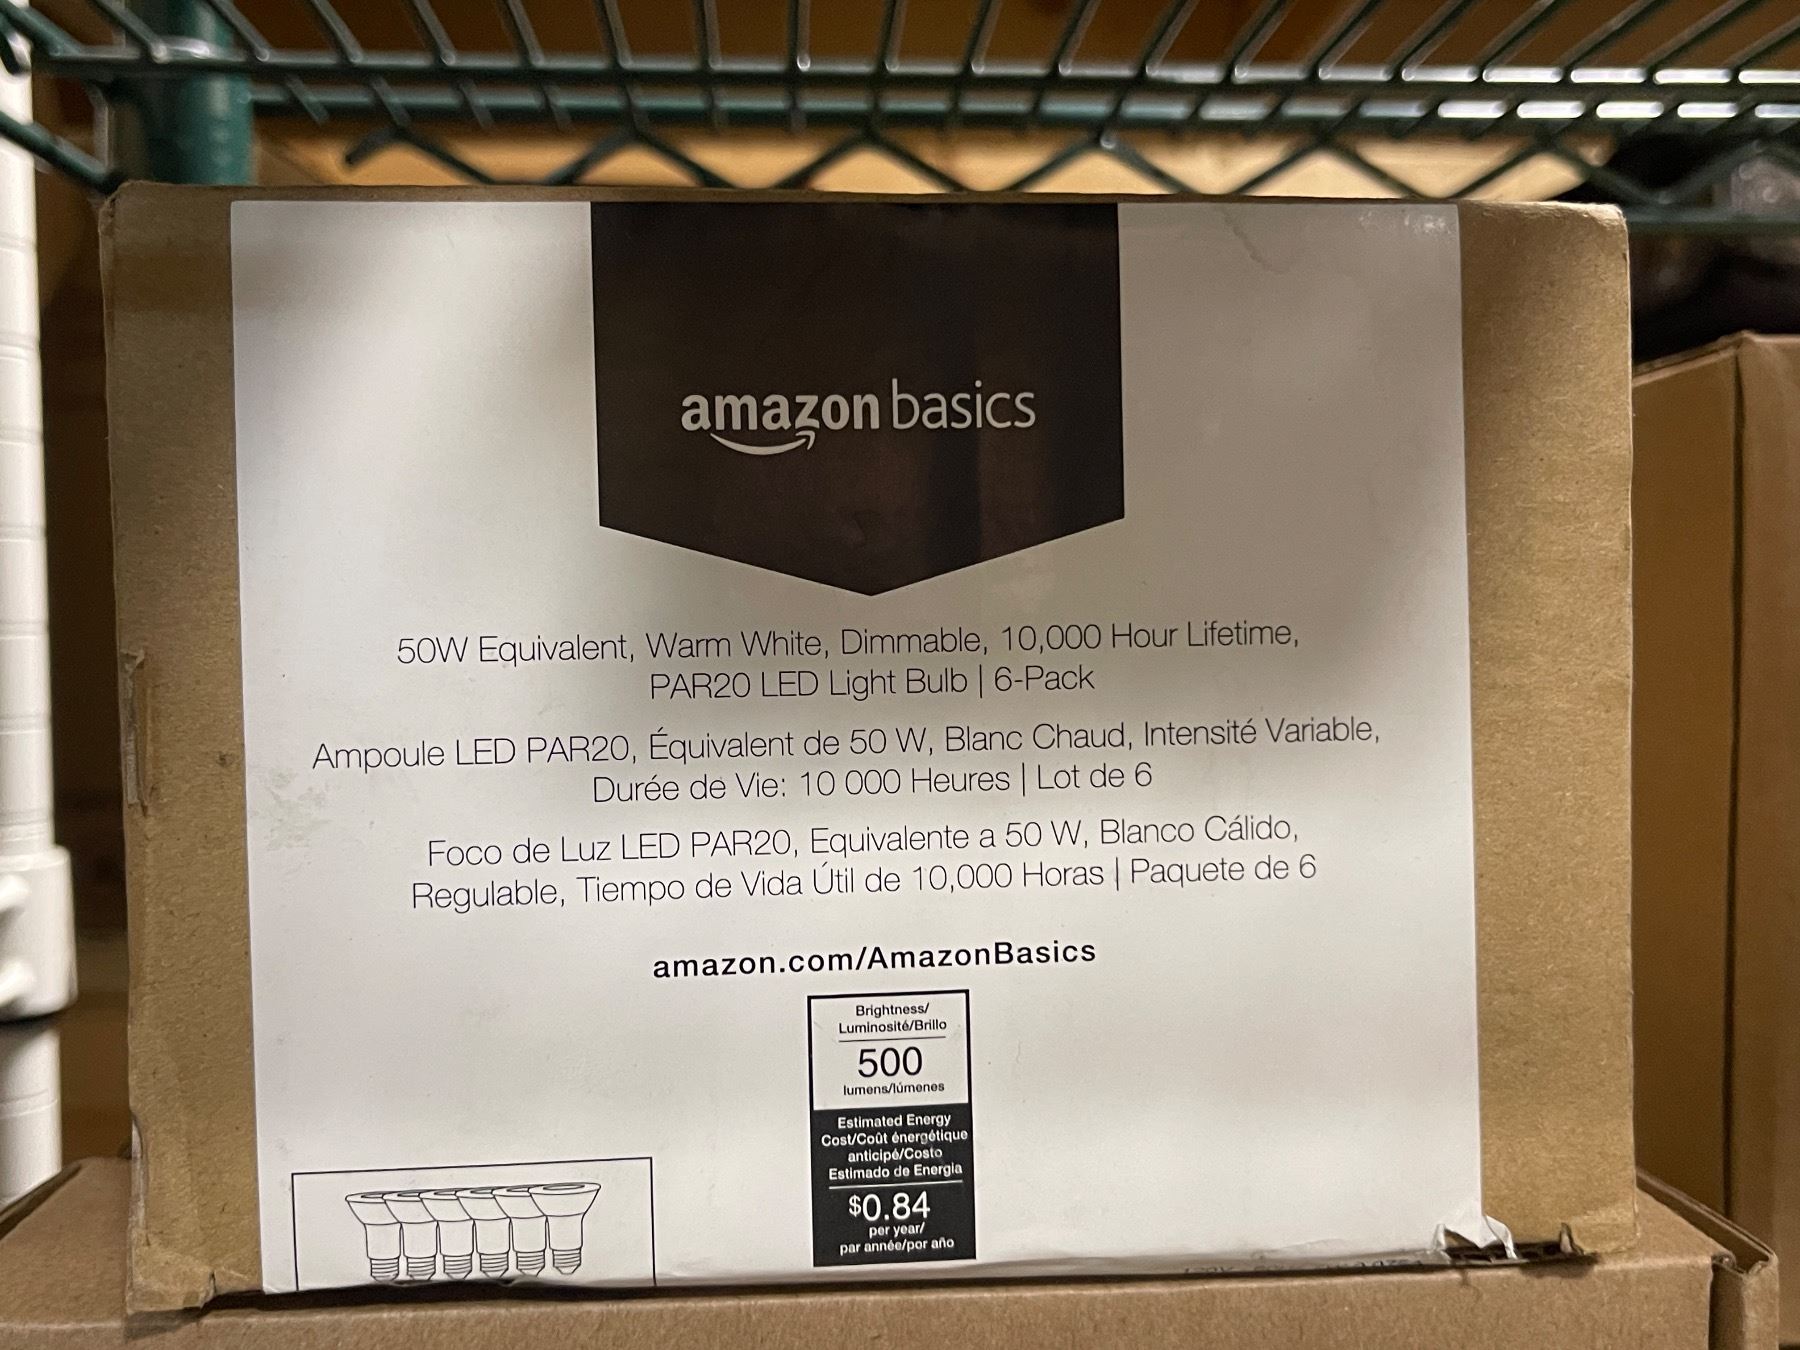 amazon basics
50W Equivalent, Warm White, Dimmable, 10,000 Hour Lifetime,
PAR20 LED Light Bulb | 6-Pack
Ampoule LED PAR20, Équivalent de 50 W, Blanc Chaud, Intensité Variable,
Durée de Vie: 10 000 Heures | Lot de 6
Foco de Luz LED PAR20, Equivalente a 50 W, Blanco Cálido,
Regulable, Tiempo de Vida Útil de 10,000 Horas | Paquete de 6
amazon.com/AmazonBasics
Brightness/
Luminosité/Brillo
500
lumens/lúmenes
Estimated Energy
Cost/Coût énergétique
anticipé/Costo
Estimado de Energia
$0.84
per year/
par année/por año